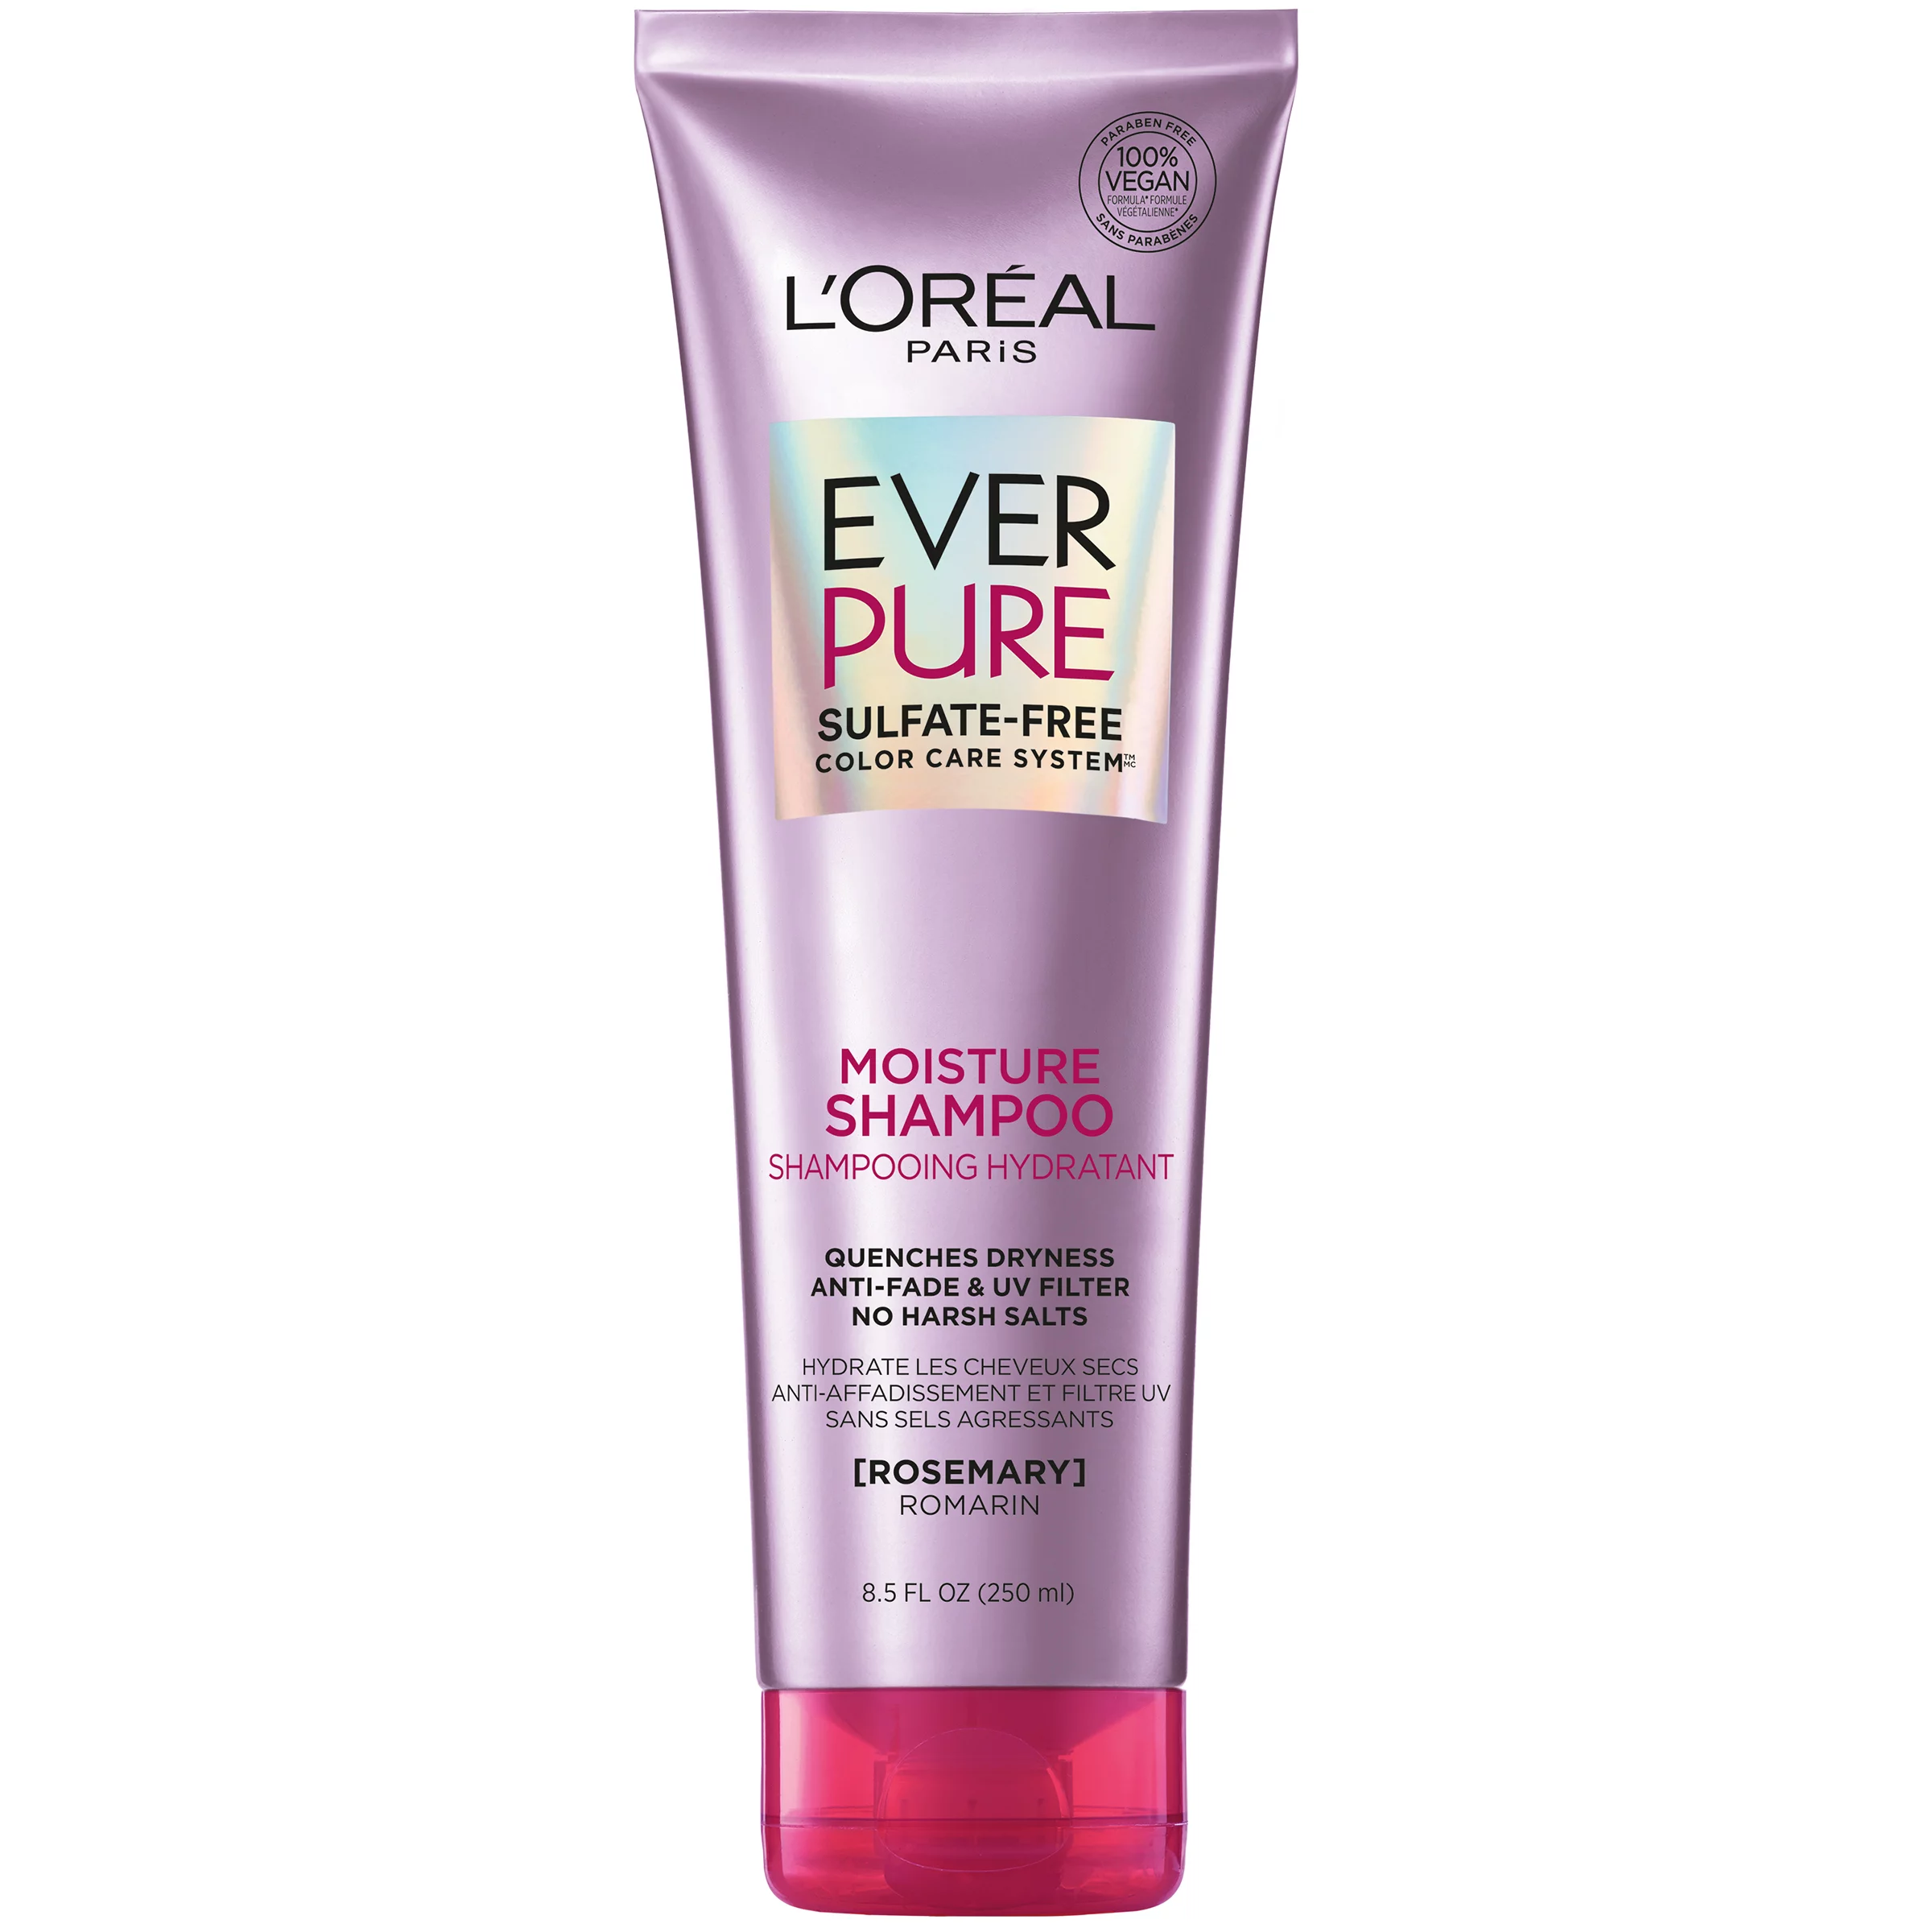 PARABEN FREE
100%
VEGAN
FORMULA* FORMULE
VÉGÉTALIENNE*
SANS PARABÈNES
L'ORÉAL
PARiS
EVER
PURE
SULFATE-FREE
COLOR CARE SYSTEM™ MC
MOISTURE
SHAMPOO
SHAMPOOING HYDRATANT
QUENCHES DRYNESS
ANTI-FADE & UV FILTER
NO HARSH SALTS
HYDRATE LES CHEVEUX SECS
ANTI-AFFADISSEMENT ET FILTRE UV
SANS SELS AGRESSANTS
[ROSEMARY]
ROMARIN
8.5 FL OZ (250 ml)